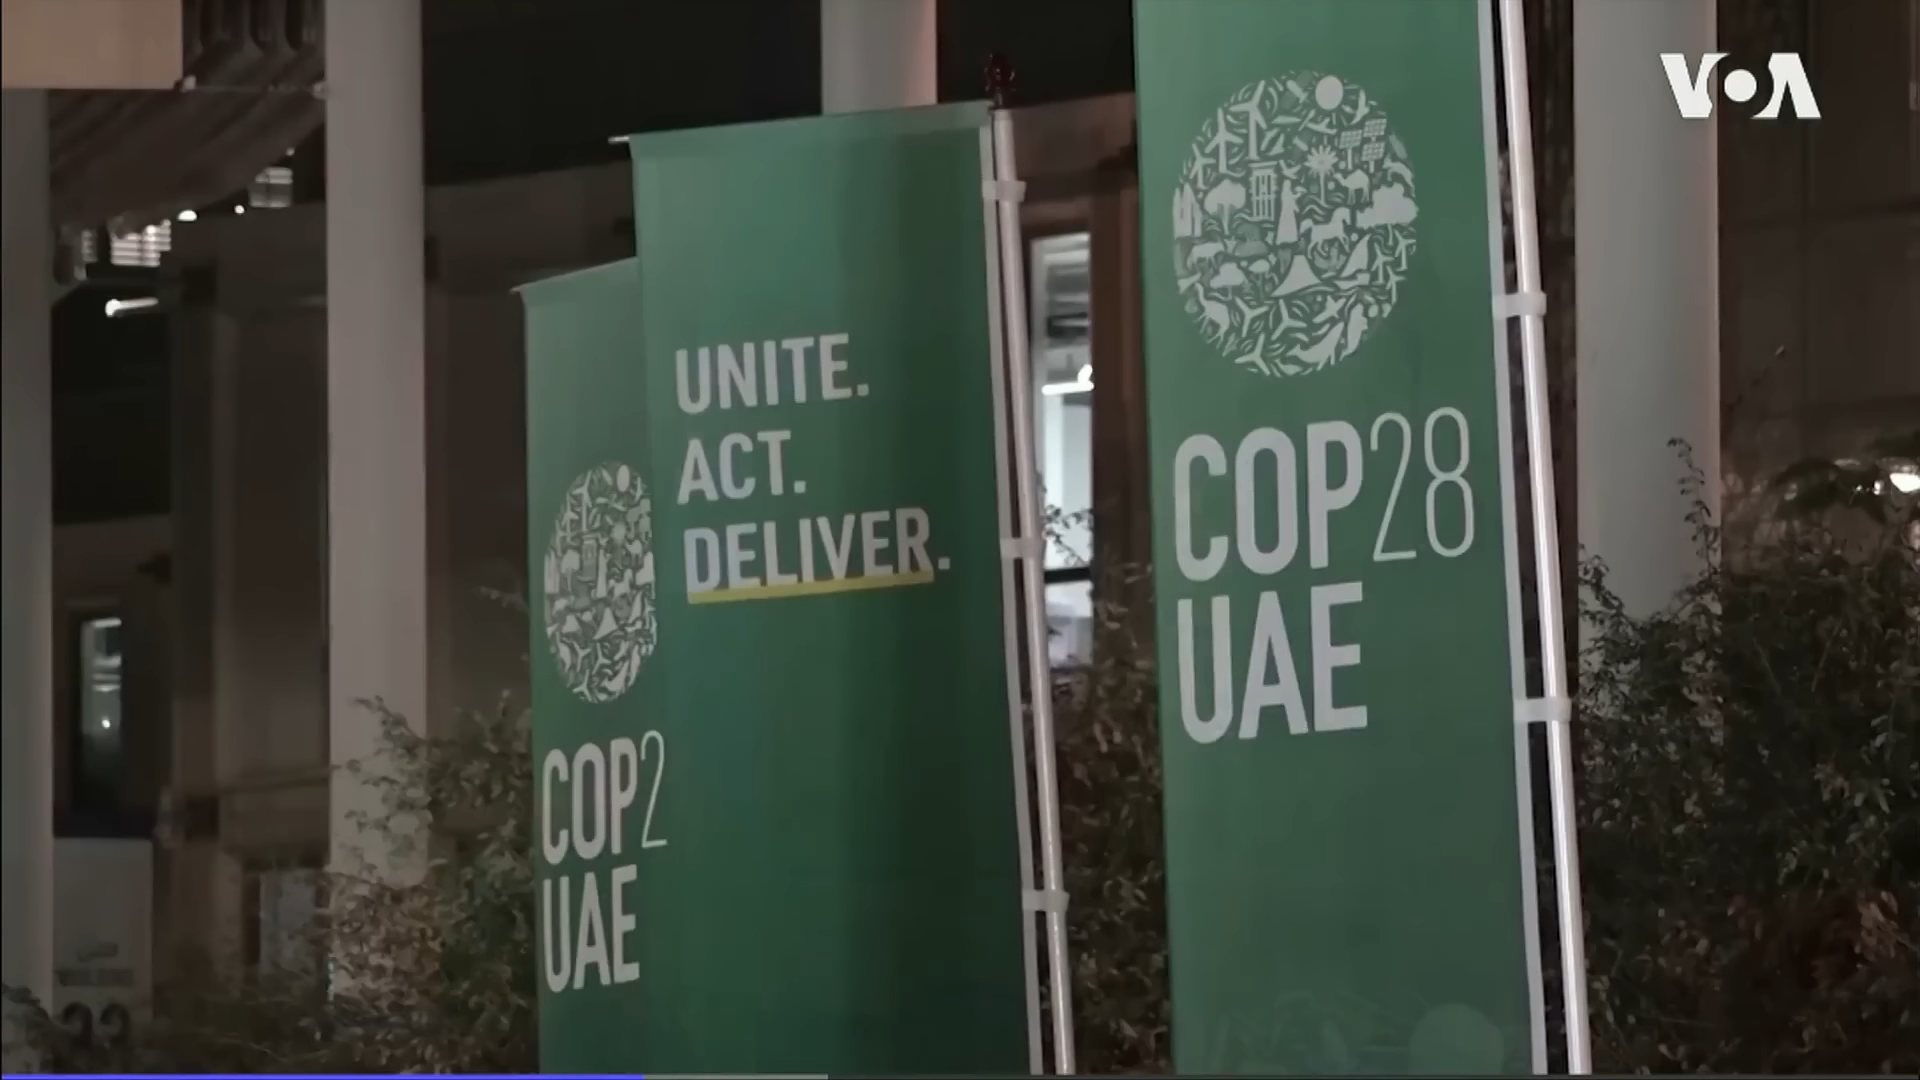 VOA
UNITE.
ACT.
DELIVER.
COP28
UAE
COP2
UAE